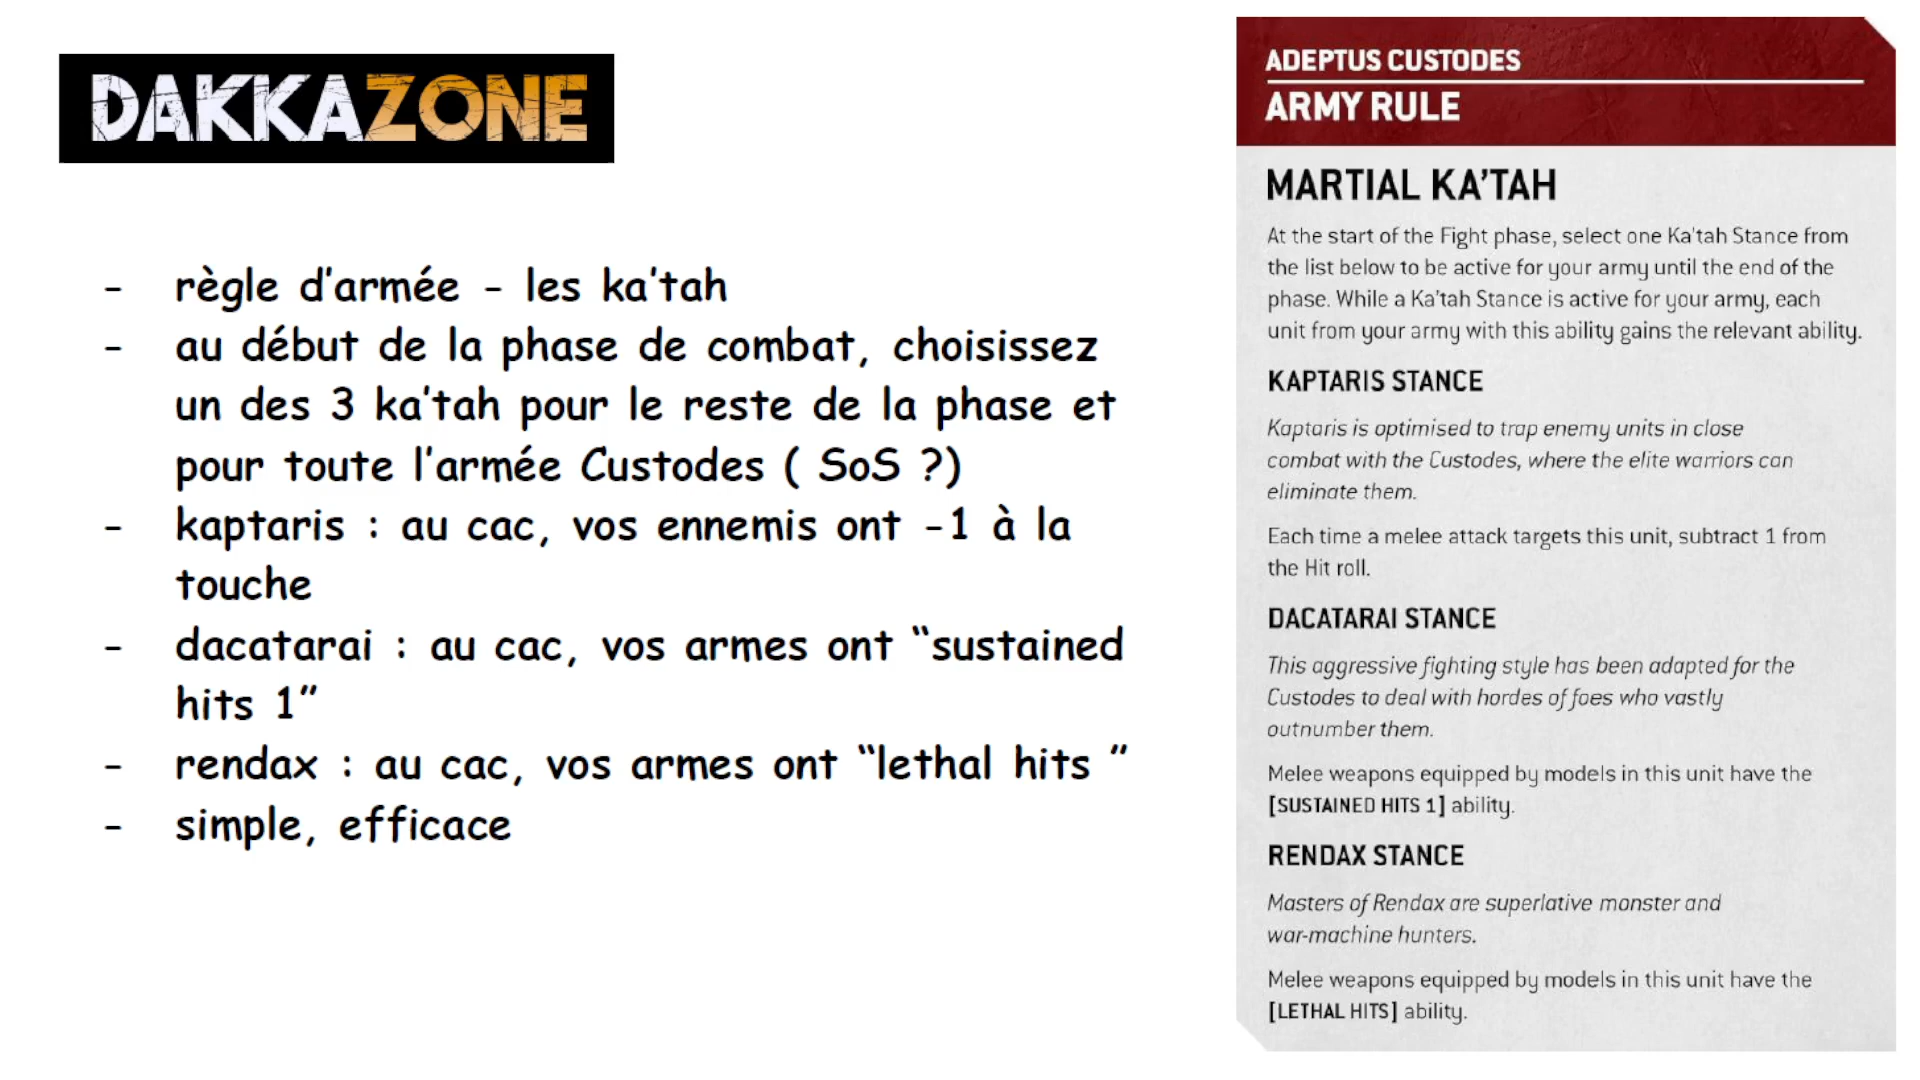 DAKKAZONE
- règle d'armée - les ka'tah
- au début de la phase de combat, choisissez
un des 3 ka'tah pour le reste de la phase et
pour toute l'armée Custodes ( SoS ?)
- kaptaris : au cac, vos ennemis ont -1 à la
touche
- dacatarai : au cac, vos armes ont “sustained
hits 1”
- rendax : au cac, vos armes ont “lethal hits ”
- simple, efficace
ADEPTUS CUSTODES
ARMY RULE
MARTIAL KA'TAH
At the start of the Fight phase, select one Ka'tah Stance from
the list below to be active for your army until the end of the
phase. While a Ka'tah Stance is active for your army, each
unit from your army with this ability gains the relevant ability.
KAPTARIS STANCE
Kaptaris is optimised to trap enemy units in close
combat with the Custodes, where the elite warriors can
eliminate them.
Each time a melee attack targets this unit, subtract 1 from
the Hit roll.
DACATARAI STANCE
This aggressive fighting style has been adapted for the
Custodes to deal with hordes of foes who vastly
outnumber them.
Melee weapons equipped by models in this unit have the
[SUSTAINED HITS 1] ability.
RENDAX STANCE
Masters of Rendax are superlative monster and
war-machine hunters.
Melee weapons equipped by models in this unit have the
[LETHAL HITS] ability.